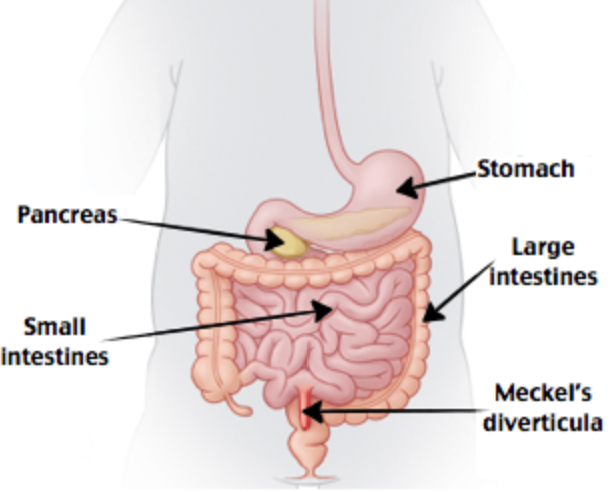 Stomach
Pancreas
Large
intestines
Small
intestines
Meckel's
diverticula